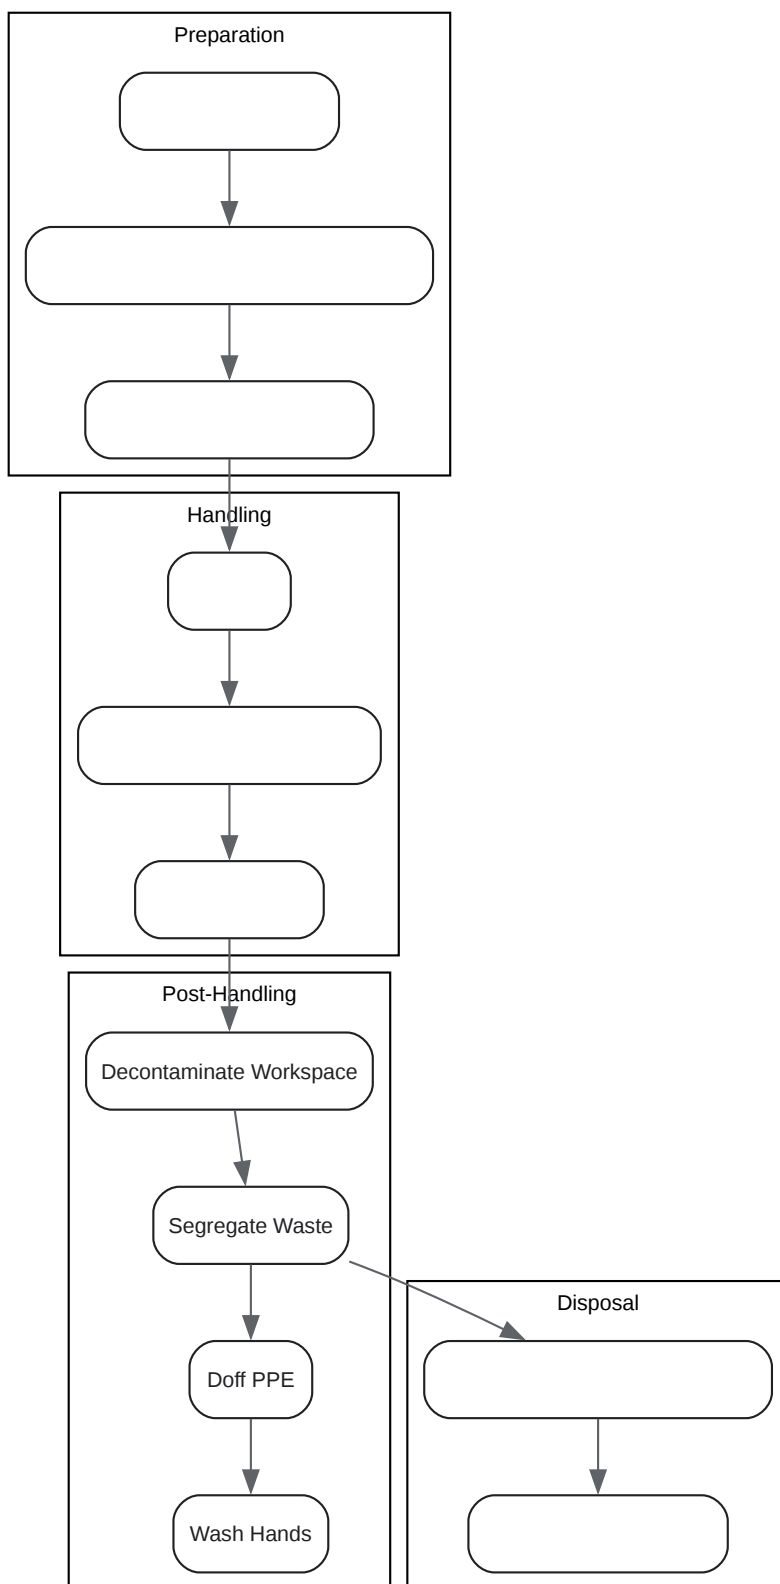 Preparation
Handling
Post-Handling
Decontaminate Workspace
Segregate Waste
Disposal
Doff PPE
Wash Hands